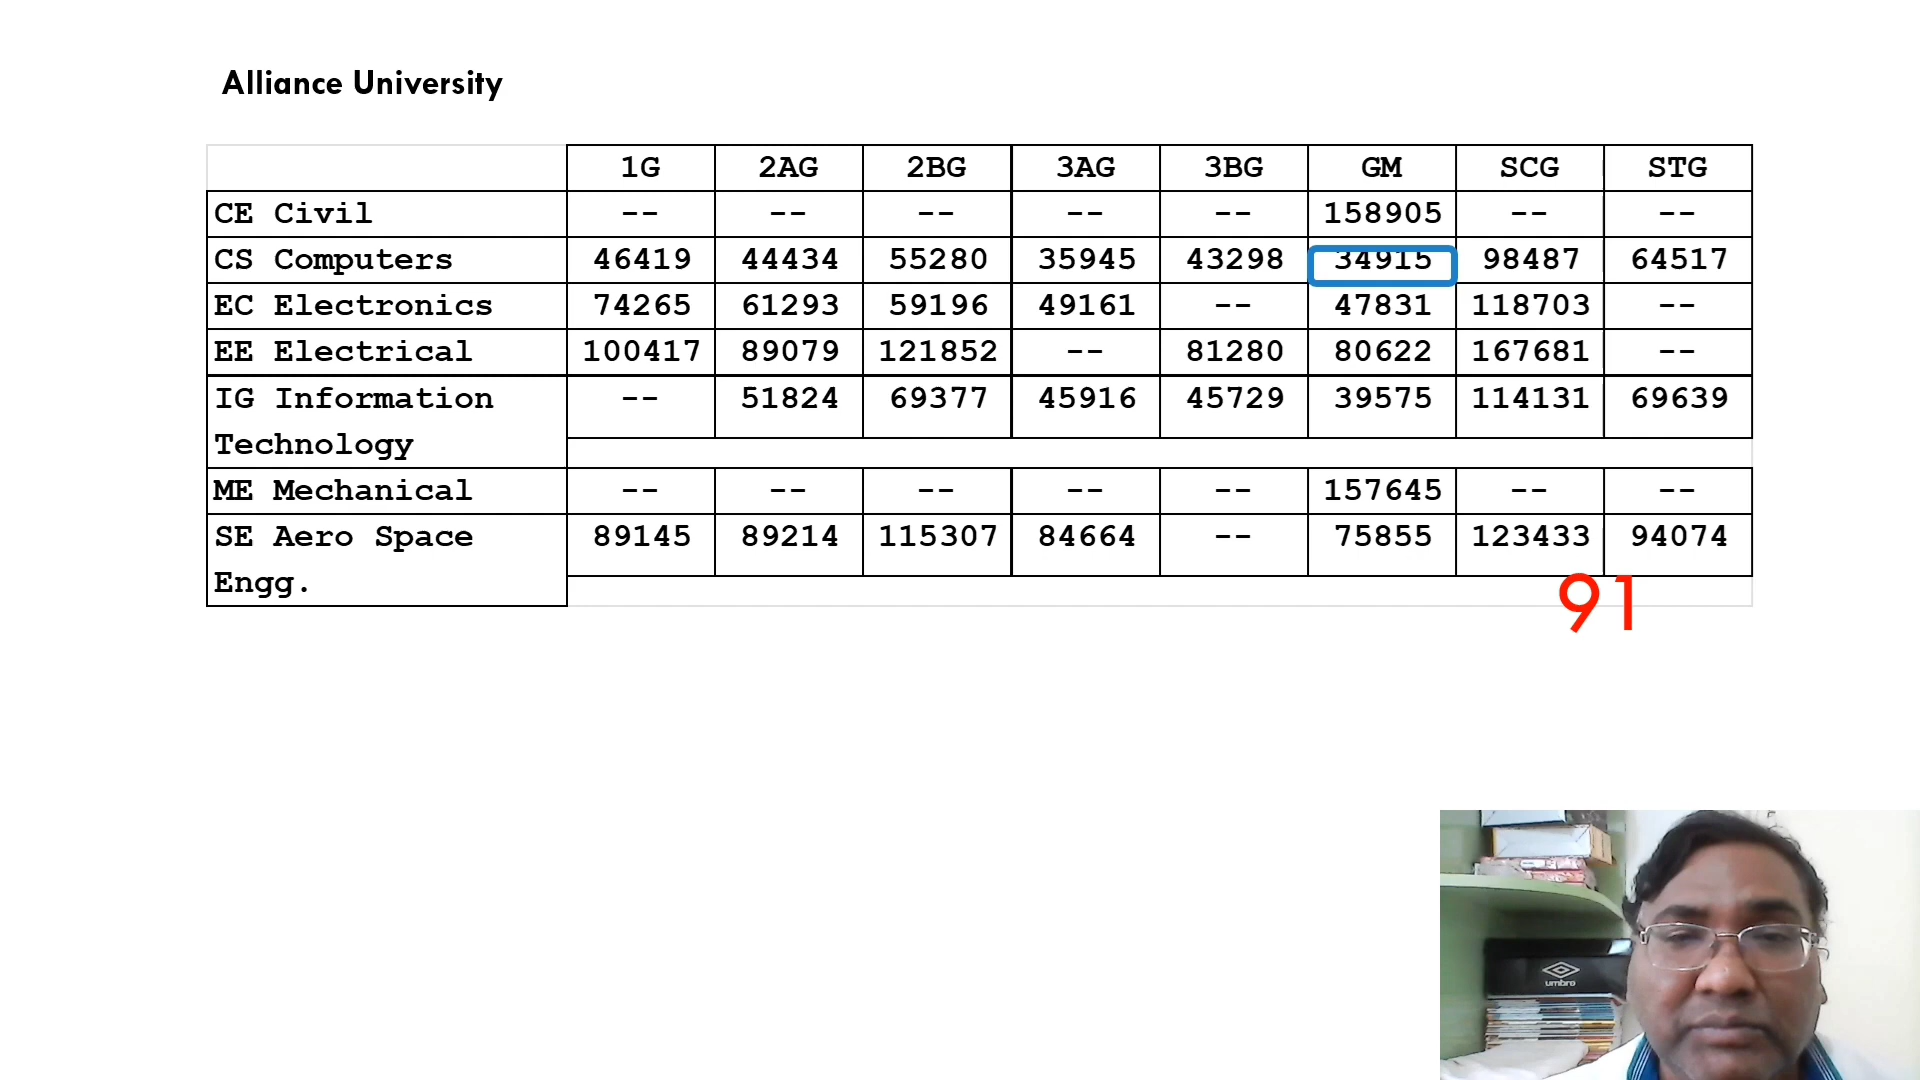 Alliance University
1G 2AG 2BG 3AG 3BG GM SCG STG
CE Civil -- -- -- -- -- 158905 -- --
CS Computers 46419 44434 55280 35945 43298 34915 98487 64517
EC Electronics 74265 61293 59196 49161 -- 47831 118703 --
EE Electrical 100417 89079 121852 -- 81280 80622 167681 --
IG Information -- 51824 69377 45916 45729 39575 114131 69639
Technology
ME Mechanical -- -- -- -- -- 157645 -- --
SE Aero Space 89145 89214 115307 84664 -- 75855 123433 94074
Engg.
91
umbro